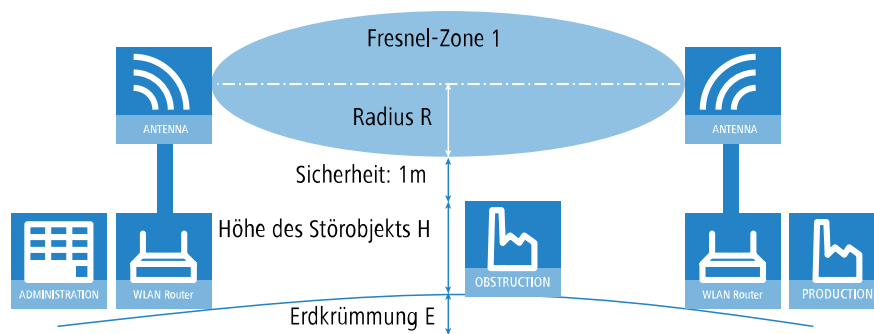 Fresnel-Zone 1
ANTENNA
Radius R
ANTENNA
Sicherheit: 1m
Höhe des Störobjekts H
ADMINISTRATION
WLAN Router
OBSTRUCTION
WLAN Router
PRODUCTION
Erdkrümmung E